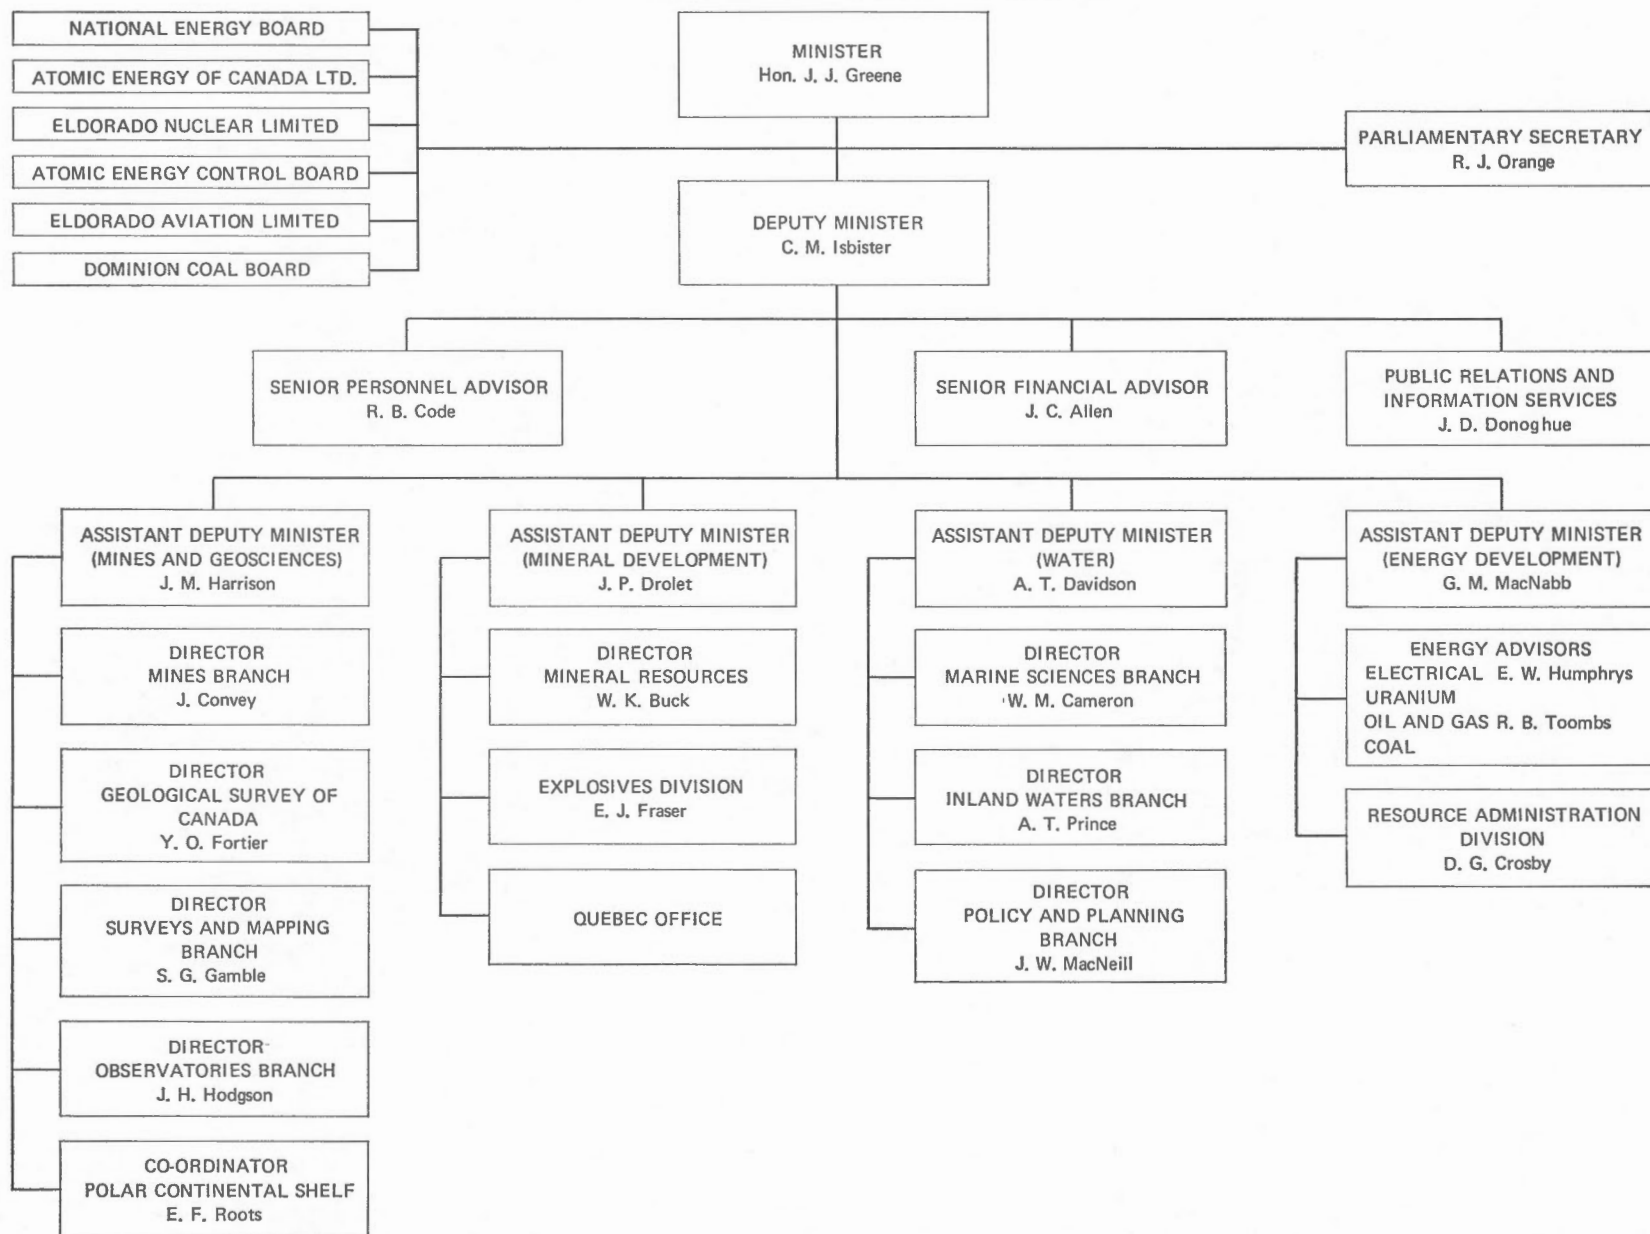 NATIONAL ENERGY BOARD
ATOMIC ENERGY OF CANADA LTD.
ELDORADO NUCLEAR LIMITED
ATOMIC ENERGY CONTROL BOARD
ELDORADO AVIATION LIMITED
DOMINION COAL BOARD
MINISTER
Hon. J. J. Greene
PARLIAMENTARY SECRETARY
R. J. Orange
DEPUTY MINISTER
C. M. Isbister
SENIOR PERSONNEL ADVISOR
R. B. Code
SENIOR FINANCIAL ADVISOR
J. C. Allen
PUBLIC RELATIONS AND
INFORMATION SERVICES
J. D. Donoghue
ASSISTANT DEPUTY MINISTER
(MINES AND GEOSCIENCES)
J. M. Harrison
DIRECTOR
MINES BRANCH
J. Convey
DIRECTOR
GEOLOGICAL SURVEY OF
CANADA
Y. O. Fortier
DIRECTOR
SURVEYS AND MAPPING
BRANCH
S. G. Gamble
DIRECTOR
OBSERVATORIES BRANCH
J. H. Hodgson
CO-ORDINATOR
POLAR CONTINENTAL SHELF
E. F. Roots
ASSISTANT DEPUTY MINISTER
(MINERAL DEVELOPMENT)
J. P. Drolet
DIRECTOR
MINERAL RESOURCES
W. K. Buck
EXPLOSIVES DIVISION
E. J. Fraser
QUEBEC OFFICE
ASSISTANT DEPUTY MINISTER
(WATER)
A. T. Davidson
DIRECTOR
MARINE SCIENCES BRANCH
W. M. Cameron
DIRECTOR
INLAND WATERS BRANCH
A. T. Prince
DIRECTOR
POLICY AND PLANNING
BRANCH
J. W. MacNeill
ASSISTANT DEPUTY MINISTER
(ENERGY DEVELOPMENT)
G. M. MacNabb
ENERGY ADVISORS
ELECTRICAL E. W. Humphrys
URANIUM
OIL AND GAS R. B. Toombs
COAL
RESOURCE ADMINISTRATION
DIVISION
D. G. Crosby